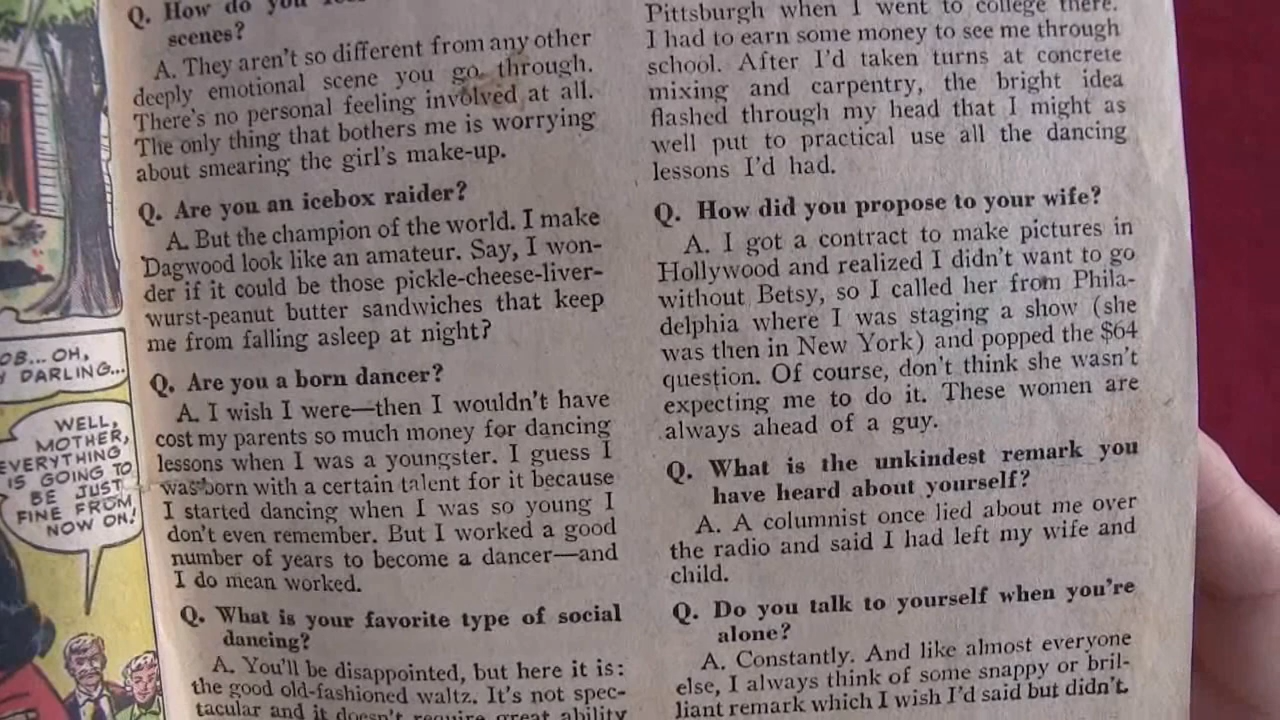 OB... OH,
DARLING...
WELL,
MOTHER,
EVERYTHING
IS GOING TO
BE JUST
FINE FROM
NOW ON!
Q. How do you
scenes?
A. They aren't so different from any other
deeply emotional scene you go through.
There's no personal feeling involved at all.
The only thing that bothers me is worrying
about smearing the girl's make-up.
Q. Are you an icebox raider?
A. But the champion of the world. I make
Dagwood look like an amateur. Say, I won-
der if it could be those pickle-cheese-liver-
wurst-peanut butter sandwiches that keep
me from falling asleep at night?
Q. Are you a born dancer?
A. I wish I were—then I wouldn't have
cost my parents so much money for dancing
lessons when I was a youngster. I guess I
was born with a certain talent for it because
I started dancing when I was so young I
don't even remember. But I worked a good
number of years to become a dancer—and
I do mean worked.
Q. What is your favorite type of social
dancing?
A. You'll be disappointed, but here it is:
the good old-fashioned waltz. It's not spec-
tacular and it doesn't require great ability
Pittsburgh when I went to college there.
I had to earn some money to see me through
school. After I'd taken turns at concrete
mixing and carpentry, the bright idea
flashed through my head that I might as
well put to practical use all the dancing
lessons I'd had.
Q. How did you propose to your wife?
A. I got a contract to make pictures in
Hollywood and realized I didn't want to go
without Betsy, so I called her from Phila-
delphia where I was staging a show (she
was then in New York) and popped the $64
question. Of course, don't think she wasn't
expecting me to do it. These women are
always ahead of a guy.
Q. What is the unkindest remark you
have heard about yourself?
A. A columnist once lied about me over
the radio and said I had left my wife and
child.
Q. Do you talk to yourself when you're
alone?
A. Constantly. And like almost everyone
else, I always think of some snappy or bril-
liant remark which I wish I'd said but didn't.